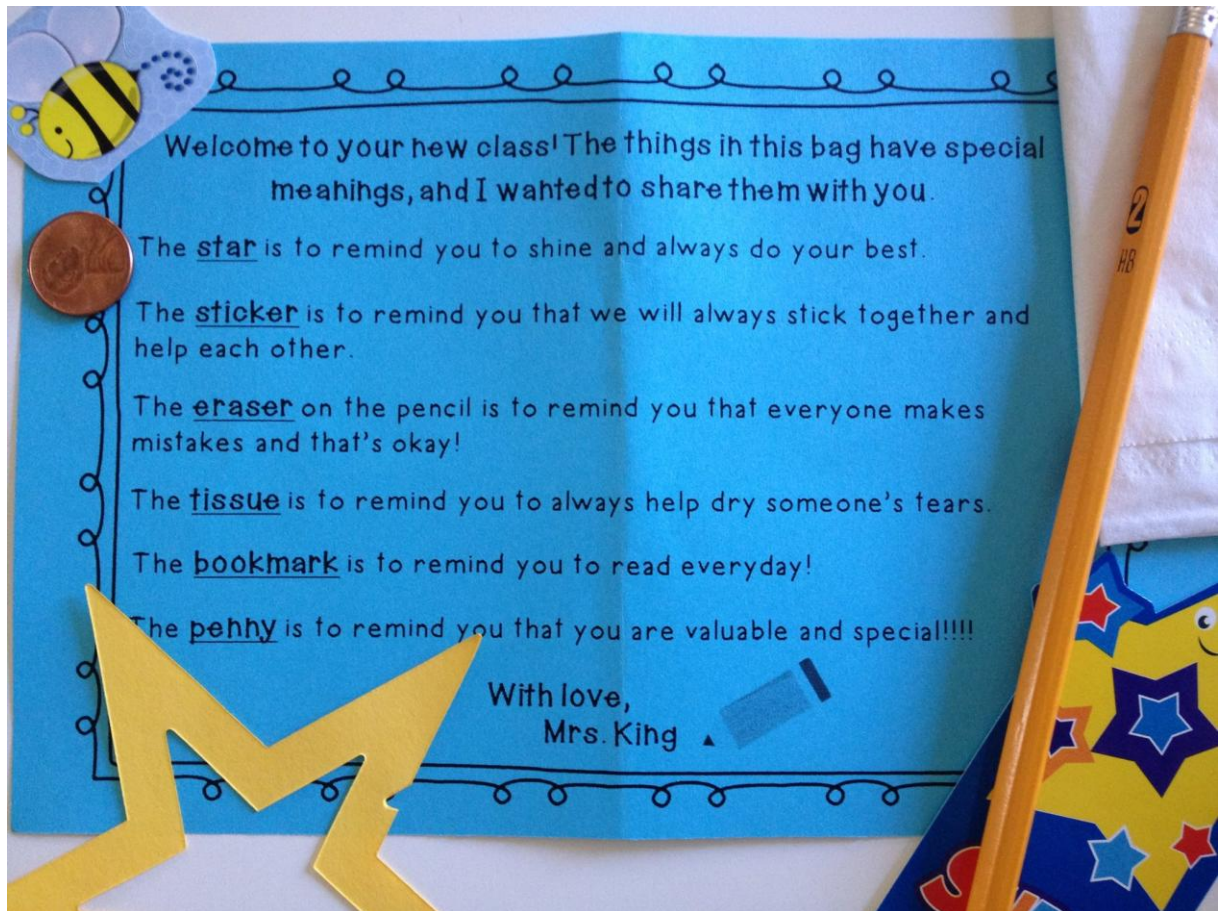 Welcome to your new class! The things in this bag have special
meanings, and I wanted to share them with you.
The star is to remind you to shine and always do your best.
The sticker is to remind you that we will always stick together and
help each other.
The eraser on the pencil is to remind you that everyone makes
mistakes and that's okay!
The tissue is to remind you to always help dry someone's tears.
The bookmark is to remind you to read everyday!
The penny is to remind you that you are valuable and special!!!!
With love,
Mrs. King
2
HB